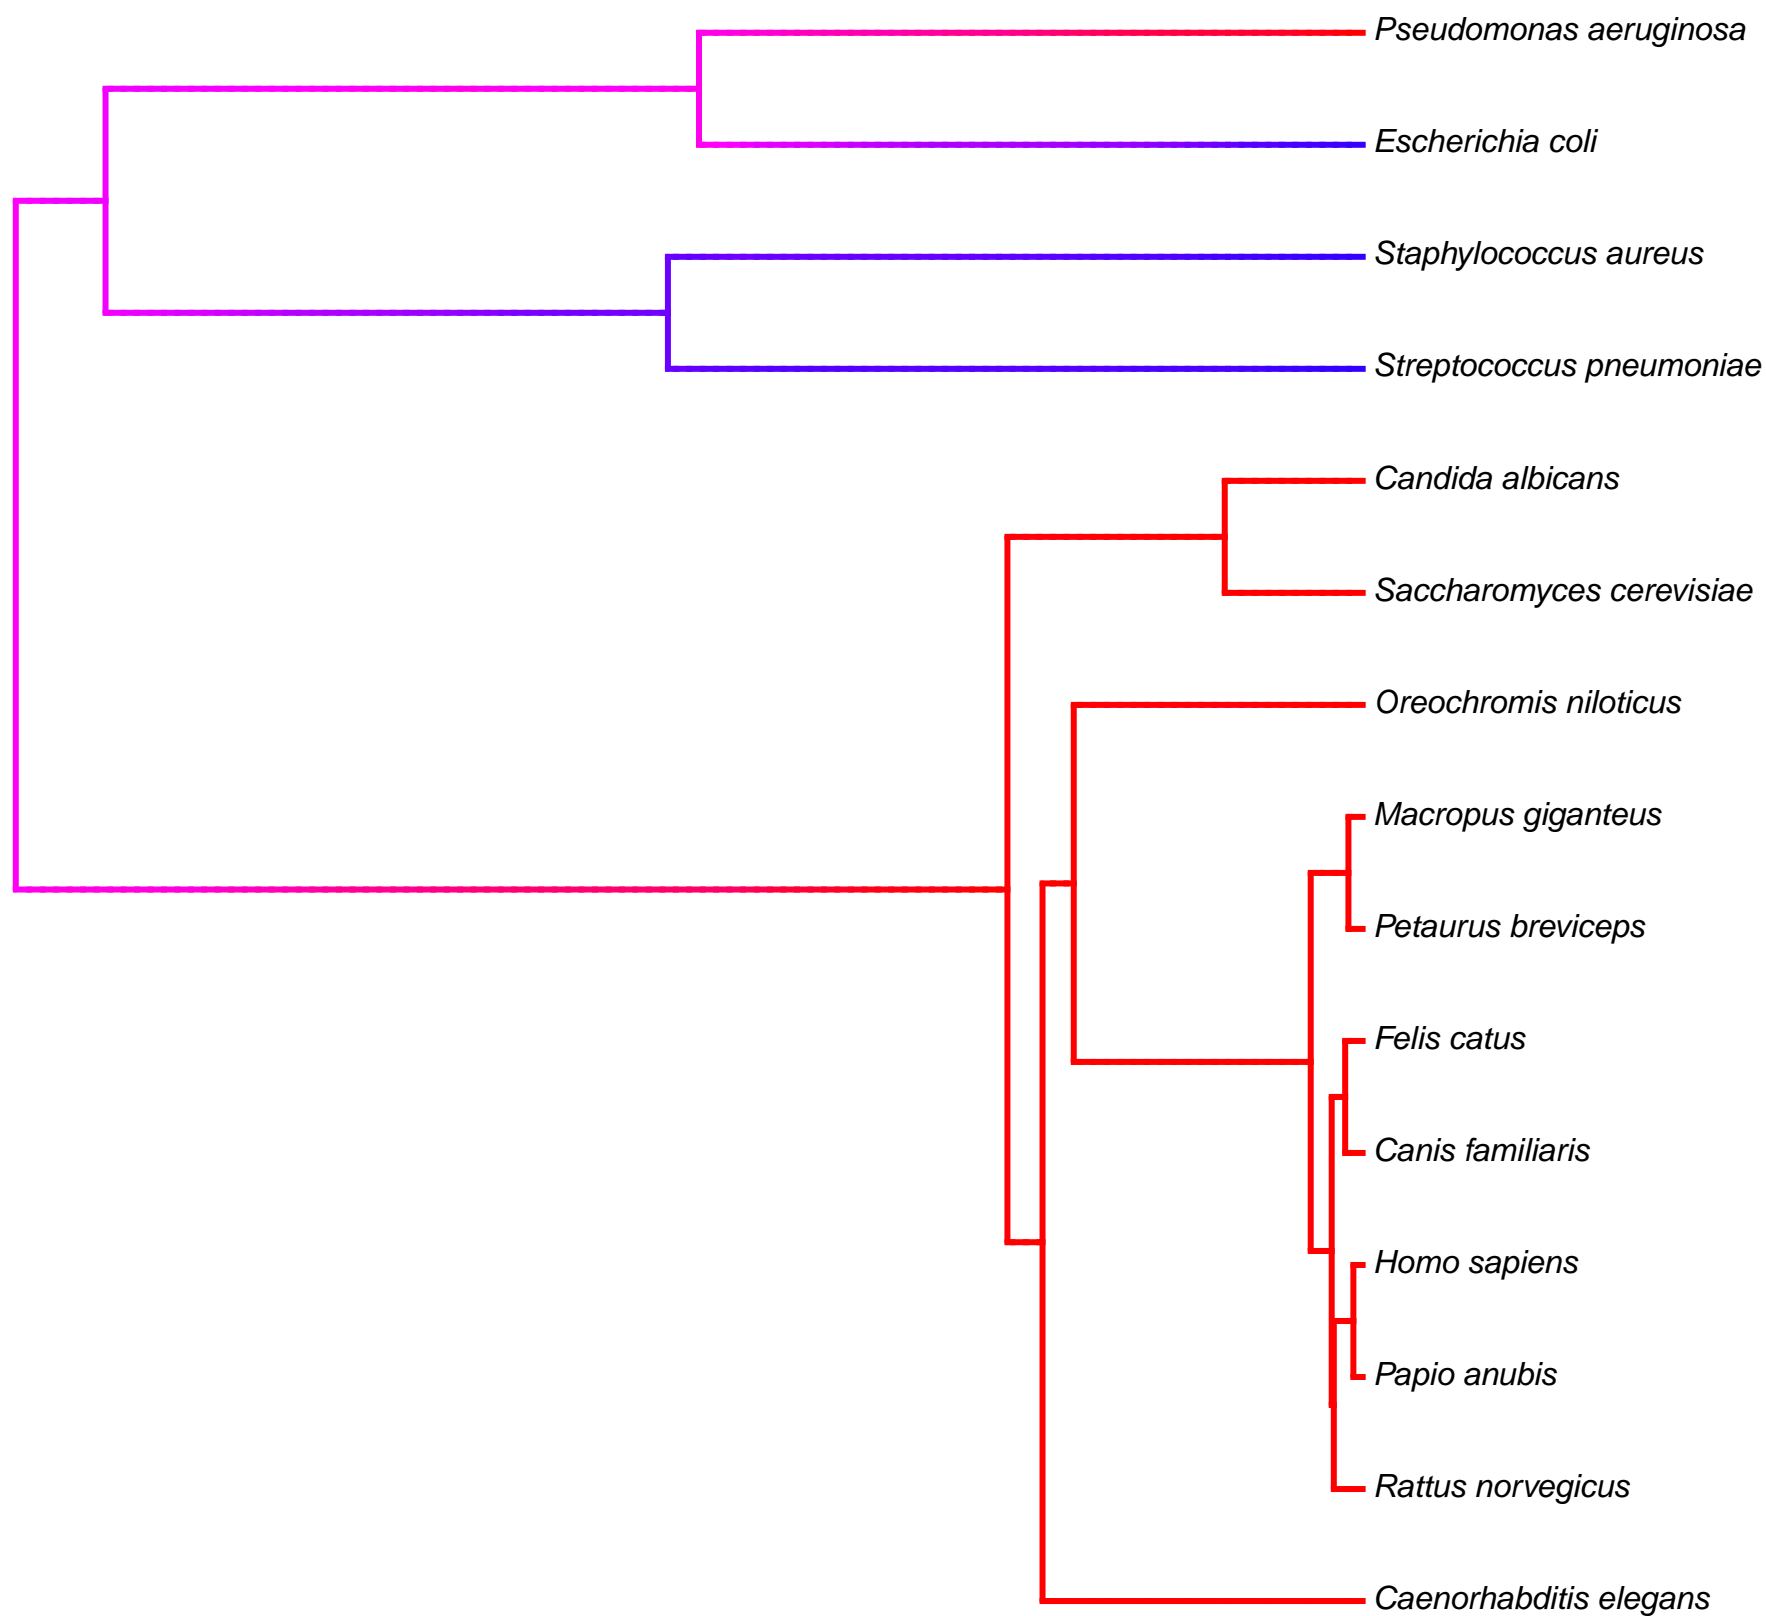 Pseudomonas aeruginosa
Escherichia coli
Staphylococcus aureus
Streptococcus pneumoniae
Candida albicans
Saccharomyces cerevisiae
Oreochromis niloticus
Macropus giganteus
Petaurus breviceps
Felis catus
Canis familiaris
Homo sapiens
Papio anubis
Rattus norvegicus
Caenorhabditis elegans